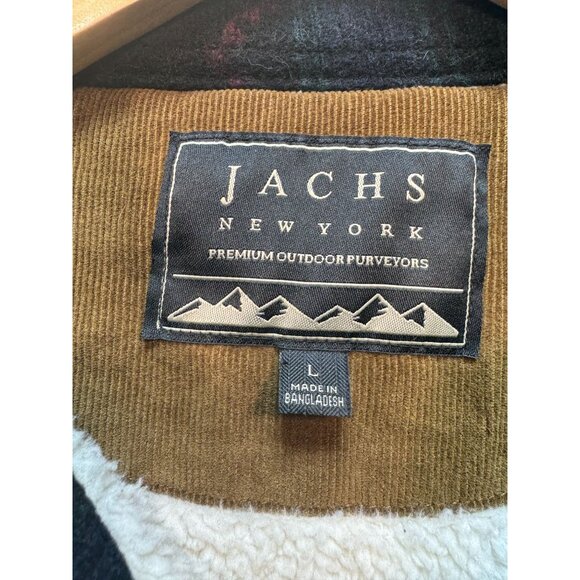 JACHS
NEW YORK
PREMIUM OUTDOOR PURVEYORS
L
MADE IN
BANGLADESH